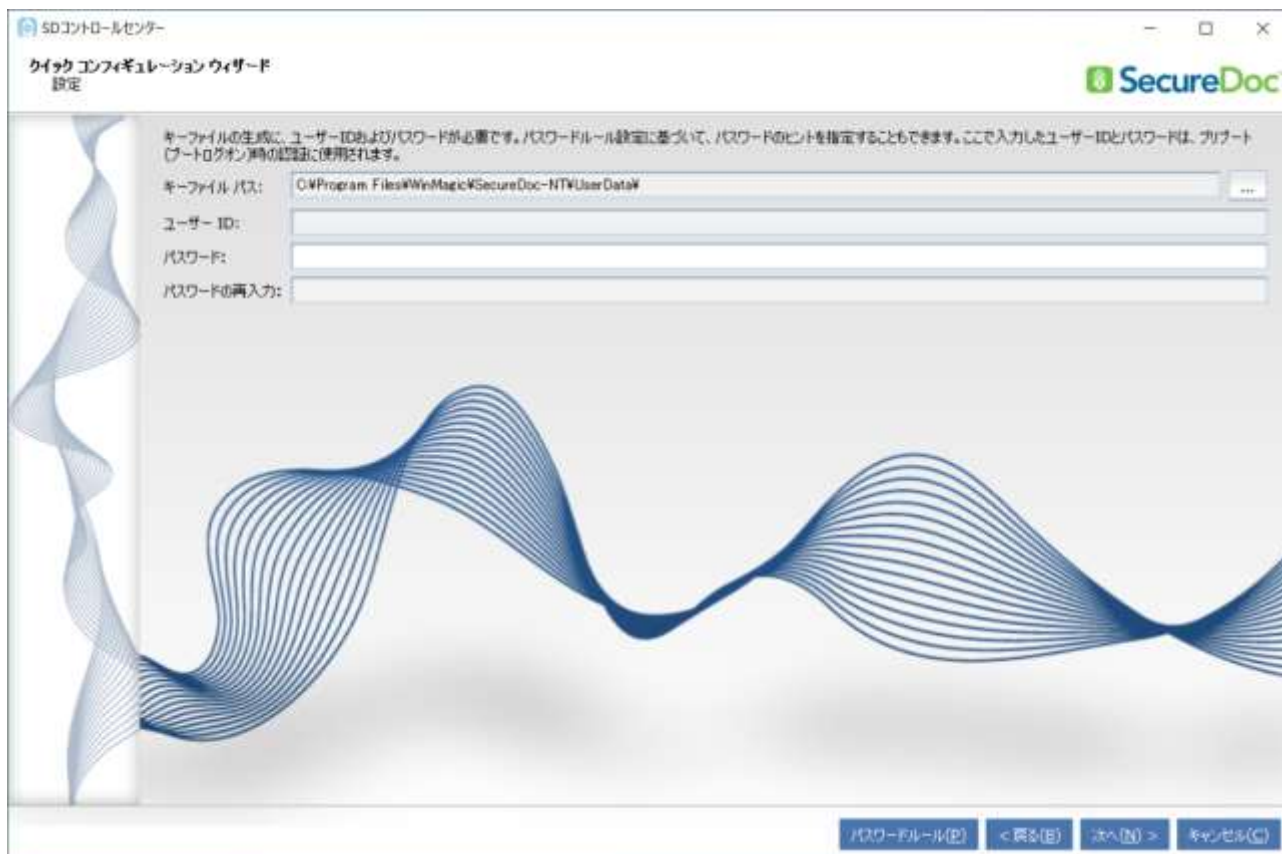 SDコントロールセンター
クイック コンフィギュレーション ウィザード
設定
SecureDoc
キーファイルの生成に、ユーザーIDおよびパスワードが必要です。パスワードルール設定に基づいて、パスワードのヒントを指定することもできます。ここで入力したユーザーIDとパスワードは、プリブート
(ブートログオン)時の認証に使用されます。
キーファイル パス: C:¥Program Files¥WinMagic¥SecureDoc-NT¥UserData¥ ...
ユーザー ID:
パスワード:
パスワードの再入力:
パスワードルール(P) < 戻る(B) 次へ(N) > キャンセル(C)